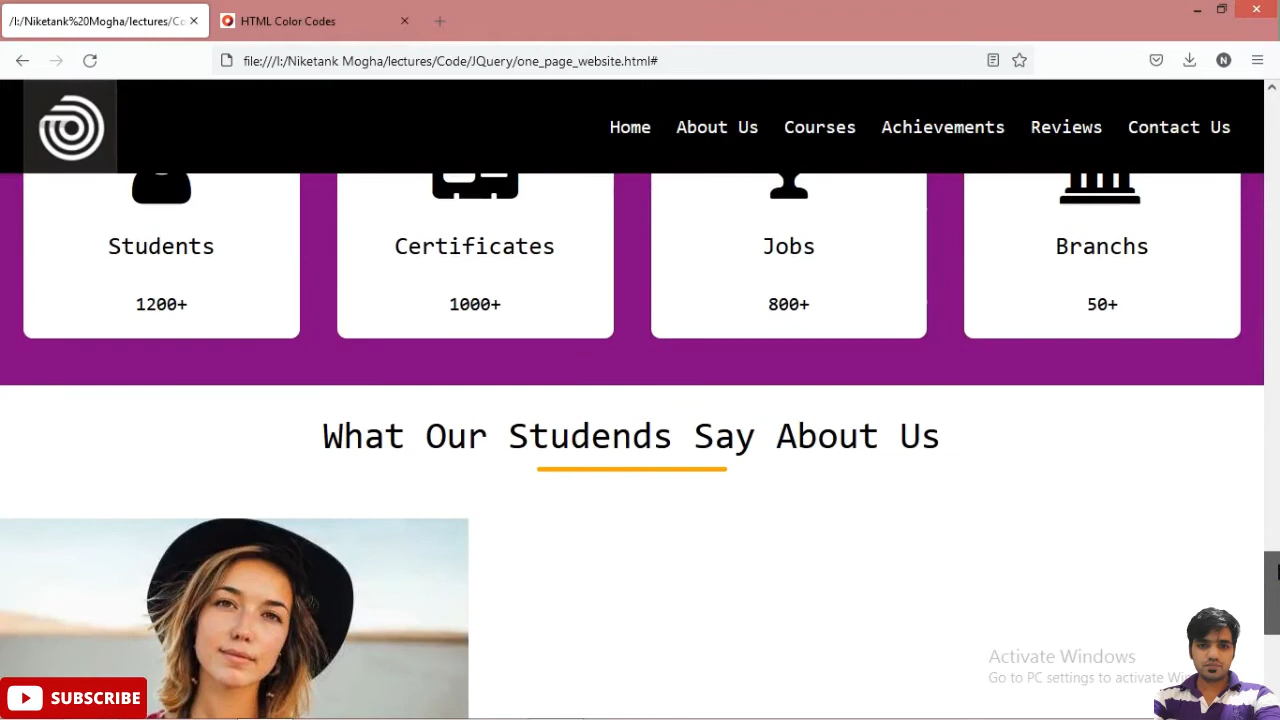 /I:/Niketank%20Mogha/lectures/Co
HTML Color Codes
file:///I:/Niketank Mogha/lectures/Code/JQuery/one_page_website.html#
N
Home About Us Courses Achievements Reviews Contact Us
Students Certificates Jobs Branchs
1200+ 1000+ 800+ 50+
What Our Studends Say About Us
Activate Windows
Go to PC settings to activate
SUBSCRIBE